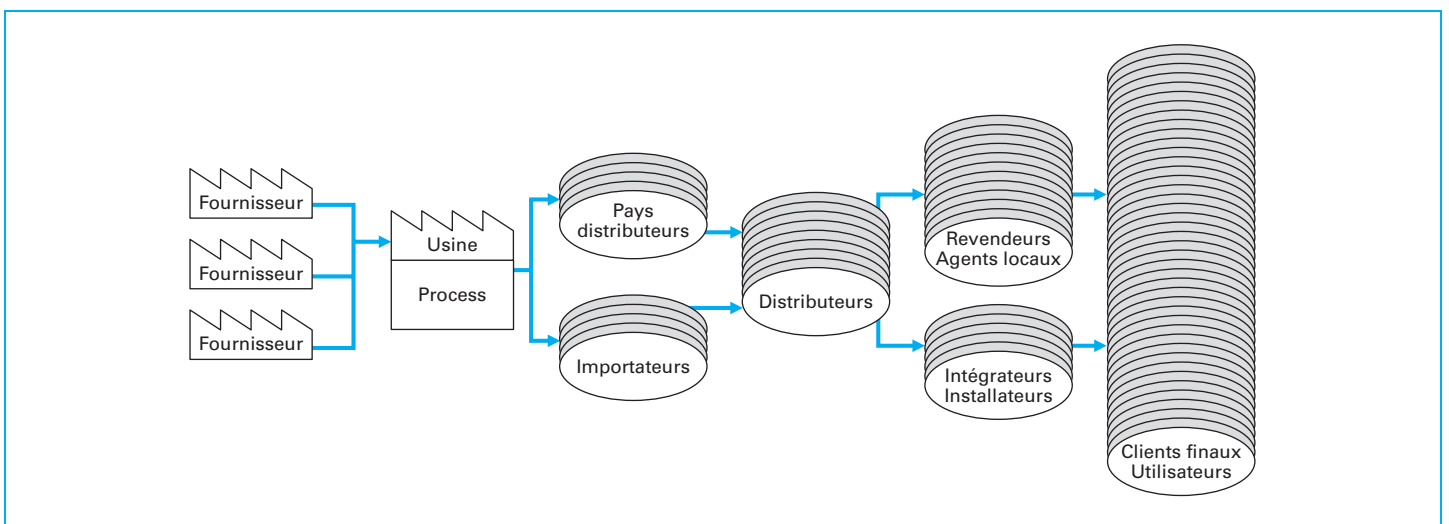 Fournisseur
Fournisseur
Fournisseur
Usine
Process
Pays
distributeurs
Importateurs
Distributeurs
Revendeurs
Agents locaux
Intégrateurs
Installateurs
Clients finaux
Utilisateurs